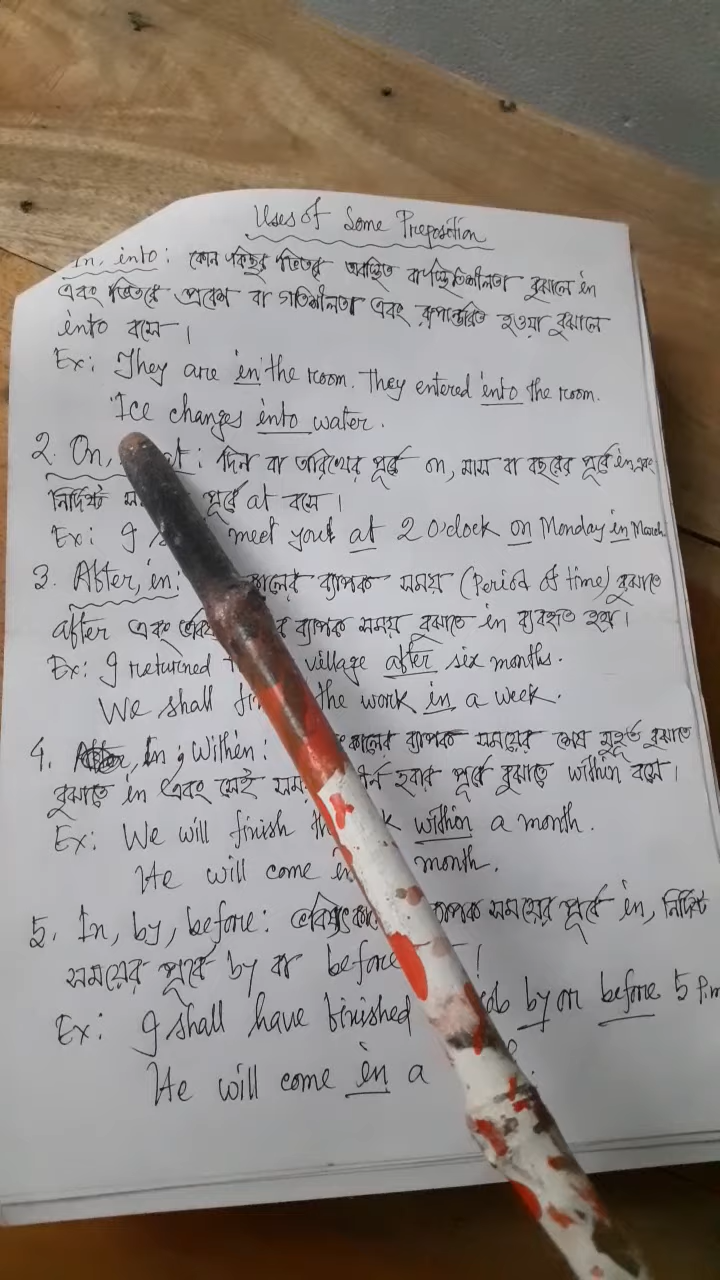 Uses of Some Preposition
In, into: কোন কিছুর ভিতরে অবস্থিত বা স্থিতিশীলতা বুঝালে in
এবং ভিতরে প্রবেশ বা গতিশীলতা এবং রূপান্তরিত হওয়া বুঝালে
into বসে।
Ex: They are in the room. They entered into the room.
Ice changes into water.
2. On, at: দিন বা তারিখের পূর্বে on, মাস বা বছরের পূর্বে in এবং
নির্দিষ্ট পূর্বে at বসে।
Ex: I meet you at 2 O'clock on Monday in March
3. After, in: কালের ব্যাপক সময় (Period of time) বুঝাতে
after এবং ব্যাপক সময় বুঝাতে in ব্যবহৃত হয়।
Ex: I returned village after six months.
We shall the work in a week.
4. In, Within: কালের ব্যাপক সময়ের শেষ মুহূর্ত বুঝাতে
বুঝাতে in এবং সেই হবার পূর্বে বুঝাতে within বসে।
Ex: We will finish within a month.
He will come in month.
5. In, by, before: সময়ের পূর্বে in, নির্দিষ্ট
সময়ের পূর্বে by বা before
Ex: I shall have finished by or before 5 P.m
He will come in a